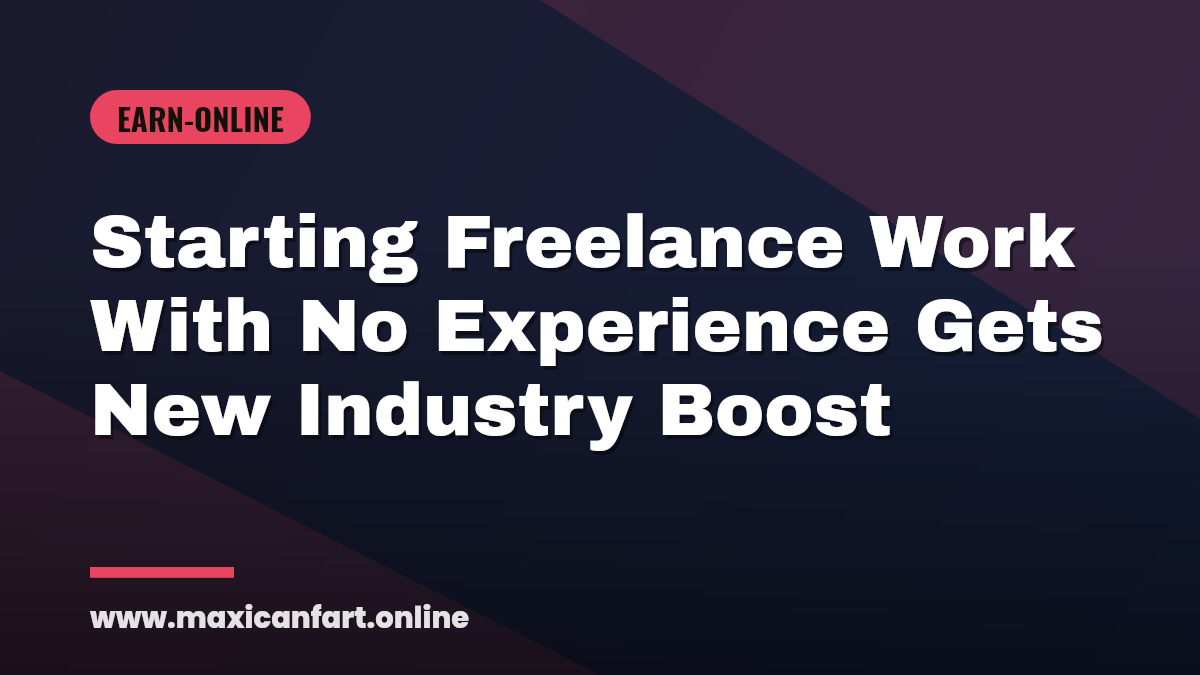 EARN-ONLINE
Starting Freelance Work
With No Experience Gets
New Industry Boost
www.maxicanfart.online